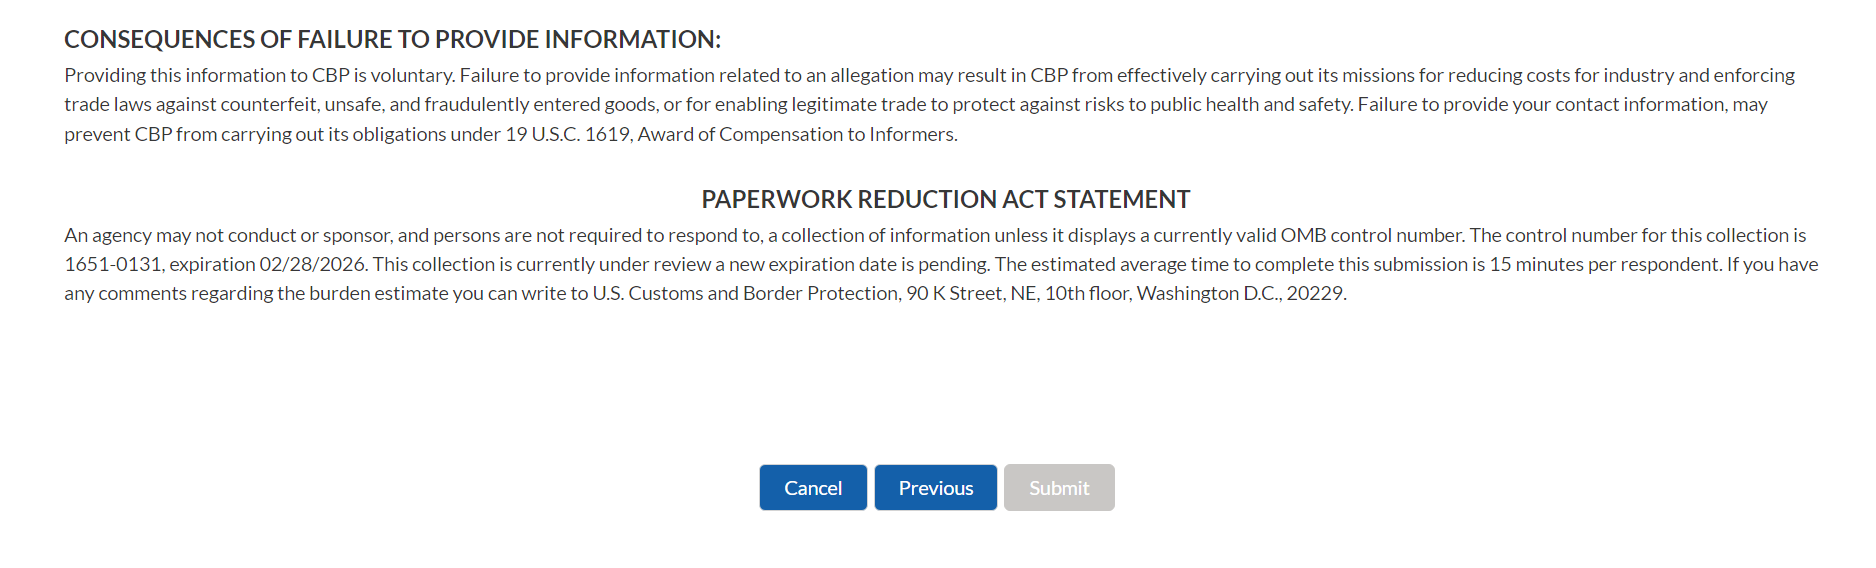 CONSEQUENCES OF FAILURE TO PROVIDE INFORMATION:
Providing this information to CBP is voluntary. Failure to provide information related to an allegation may result in CBP from effectively carrying out its missions for reducing costs for industry and enforcing
trade laws against counterfeit, unsafe, and fraudulently entered goods, or for enabling legitimate trade to protect against risks to public health and safety. Failure to provide your contact information, may
prevent CBP from carrying out its obligations under 19 U.S.C. 1619, Award of Compensation to Informers.
PAPERWORK REDUCTION ACT STATEMENT
An agency may not conduct or sponsor, and persons are not required to respond to, a collection of information unless it displays a currently valid OMB control number. The control number for this collection is
1651-0131, expiration 02/28/2026. This collection is currently under review a new expiration date is pending. The estimated average time to complete this submission is 15 minutes per respondent. If you have
any comments regarding the burden estimate you can write to U.S. Customs and Border Protection, 90 K Street, NE, 10th floor, Washington D.C., 20229.
Cancel Previous Submit